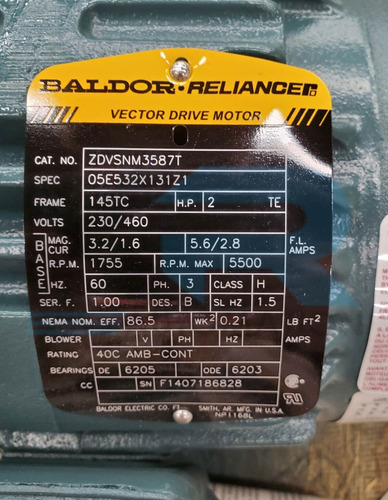 BALDOR • RELIANCE
VECTOR DRIVE MOTOR
CAT. NO. ZDVSNM3587T
SPEC 05E532X131Z1
FRAME 145TC H.P. 2 TE
VOLTS 230/460
BASE
MAG. CUR 3.2/1.6 5.6/2.8 F.L. AMPS
R.P.M. 1755 R.P.M. MAX 5500
HZ. 60 PH. 3 CLASS H
SER. F. 1.00 DES. B SL HZ 1.5
NEMA NOM. EFF. 86.5 WK² 0.21 LB FT²
BLOWER V PH HZ AMPS
RATING 40C AMB-CONT
BEARINGS DE 6205 ODE 6203
CC SN F1407186828
BALDOR ELECTRIC CO. FT. SMITH, AR. MFG. IN U.S.A.
NP1168L